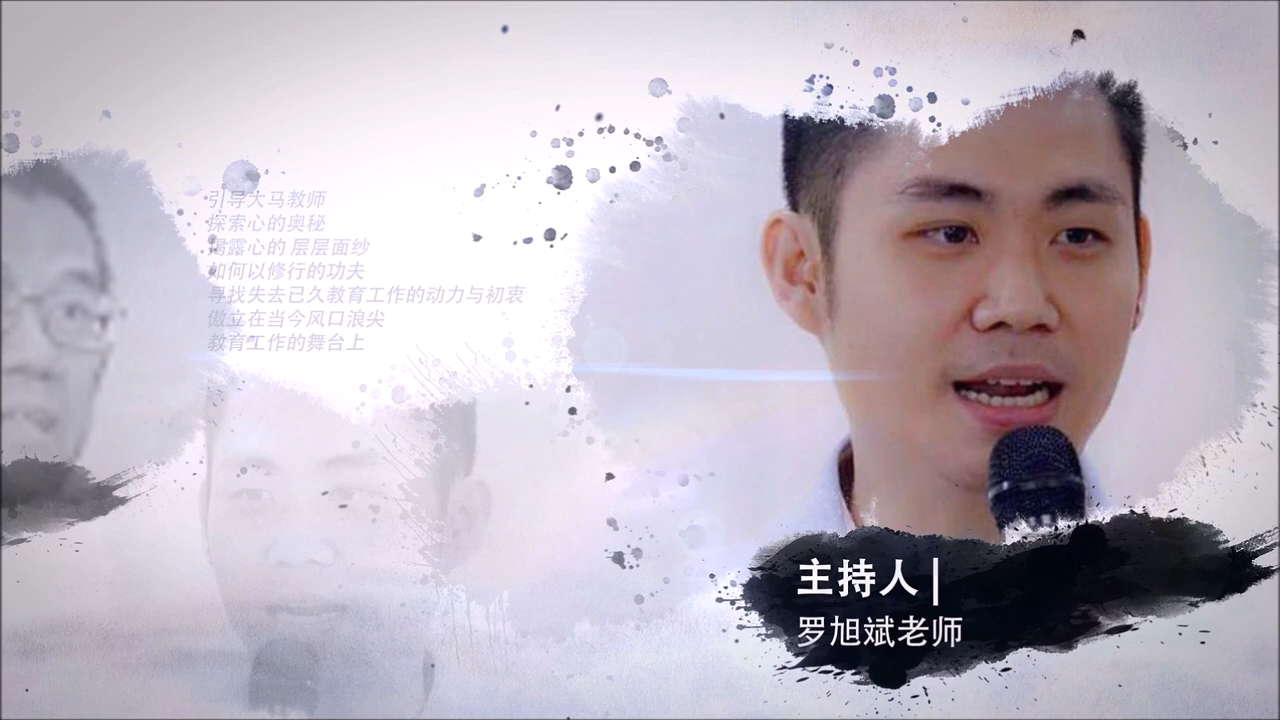 引导大马教师
探索心的奥秘
揭露心的 层层面纱
如何以修行的功夫
寻找失去已久教育工作的动力与初衷
傲立在当今风口浪尖
教育工作的舞台上
主持人|
罗旭斌老师